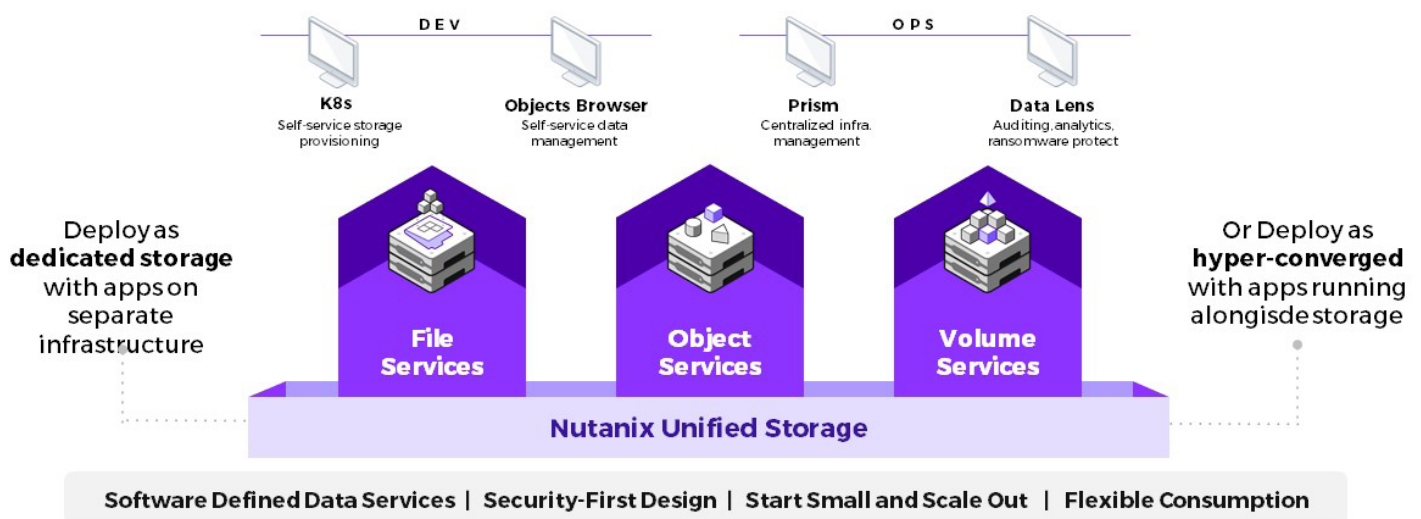 DEV
OPS
K8s
Self-service storage
provisioning
Objects Browser
Self-service data
management
Prism
Centralized infra.
management
Data Lens
Auditing, analytics,
ransomware protect
Deploy as
dedicated storage
with apps on
separate
infrastructure
File
Services
Object
Services
Volume
Services
Or Deploy as
hyper-converged
with apps running
alongisde storage
Nutanix Unified Storage
Software Defined Data Services | Security-First Design | Start Small and Scale Out | Flexible Consumption